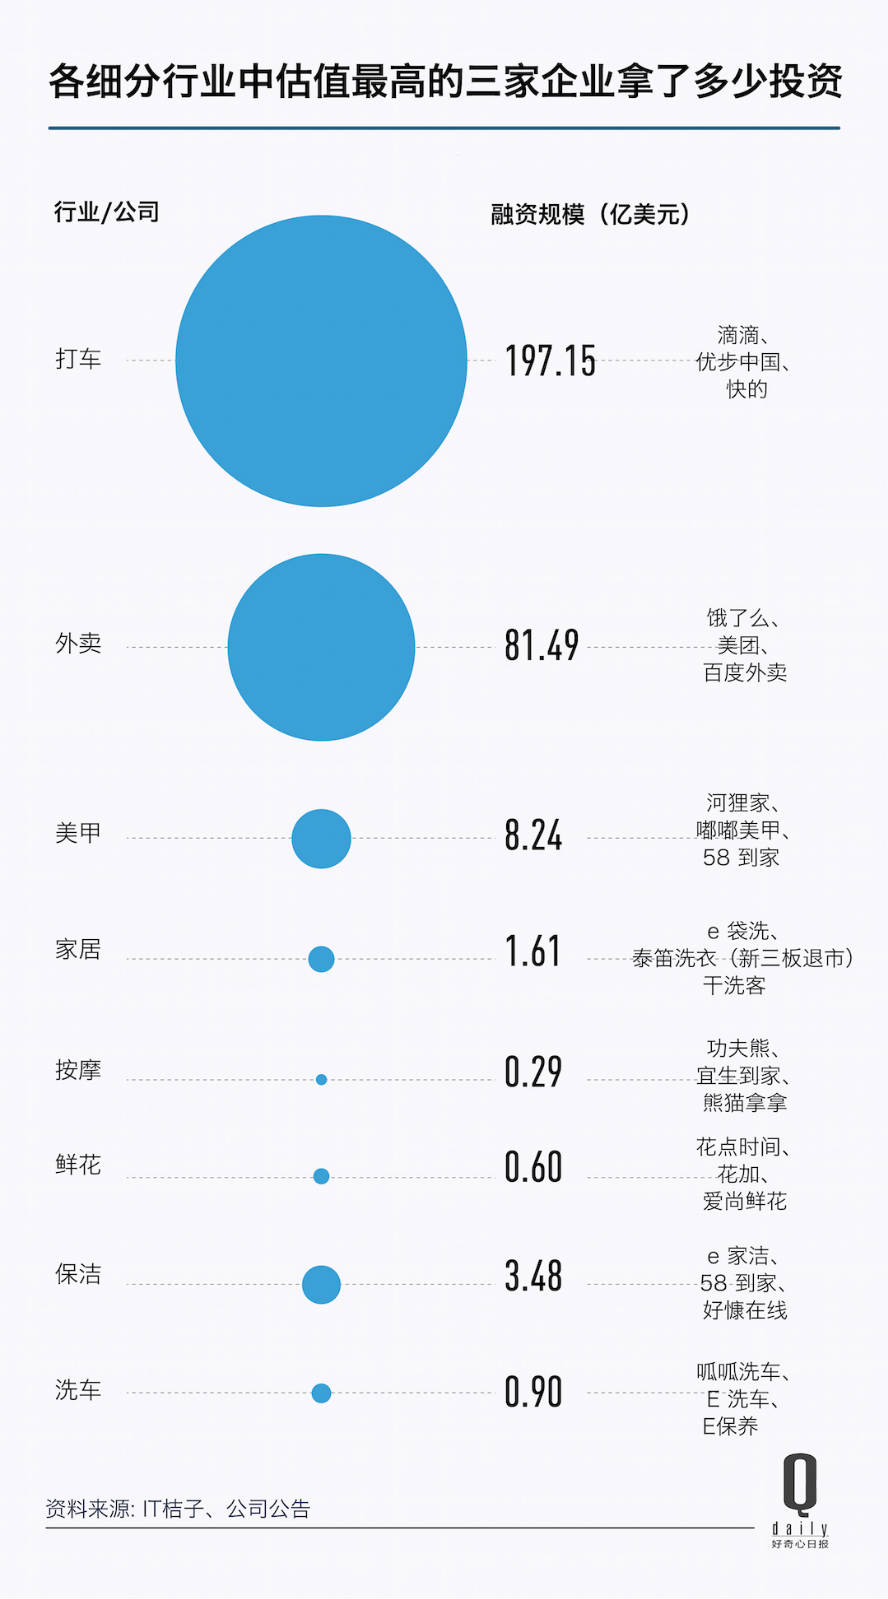 各细分行业中估值最高的三家企业拿了多少投资
行业/公司
融资规模（亿美元）
打车
197.15
滴滴、
优步中国、
快的
外卖
81.49
饿了么、
美团、
百度外卖
美甲
8.24
河狸家、
嘟嘟美甲、
58 到家
家居
1.61
e 袋洗、
泰笛洗衣（新三板退市）
干洗客
按摩
0.29
功夫熊、
宜生到家、
熊猫拿拿
鲜花
0.60
花点时间、
花加、
爱尚鲜花
保洁
3.48
e 家洁、
58 到家、
好慷在线
洗车
0.90
呱呱洗车、
E 洗车、
E保养
资料来源: IT桔子、公司公告
Q
daily
好奇心日报